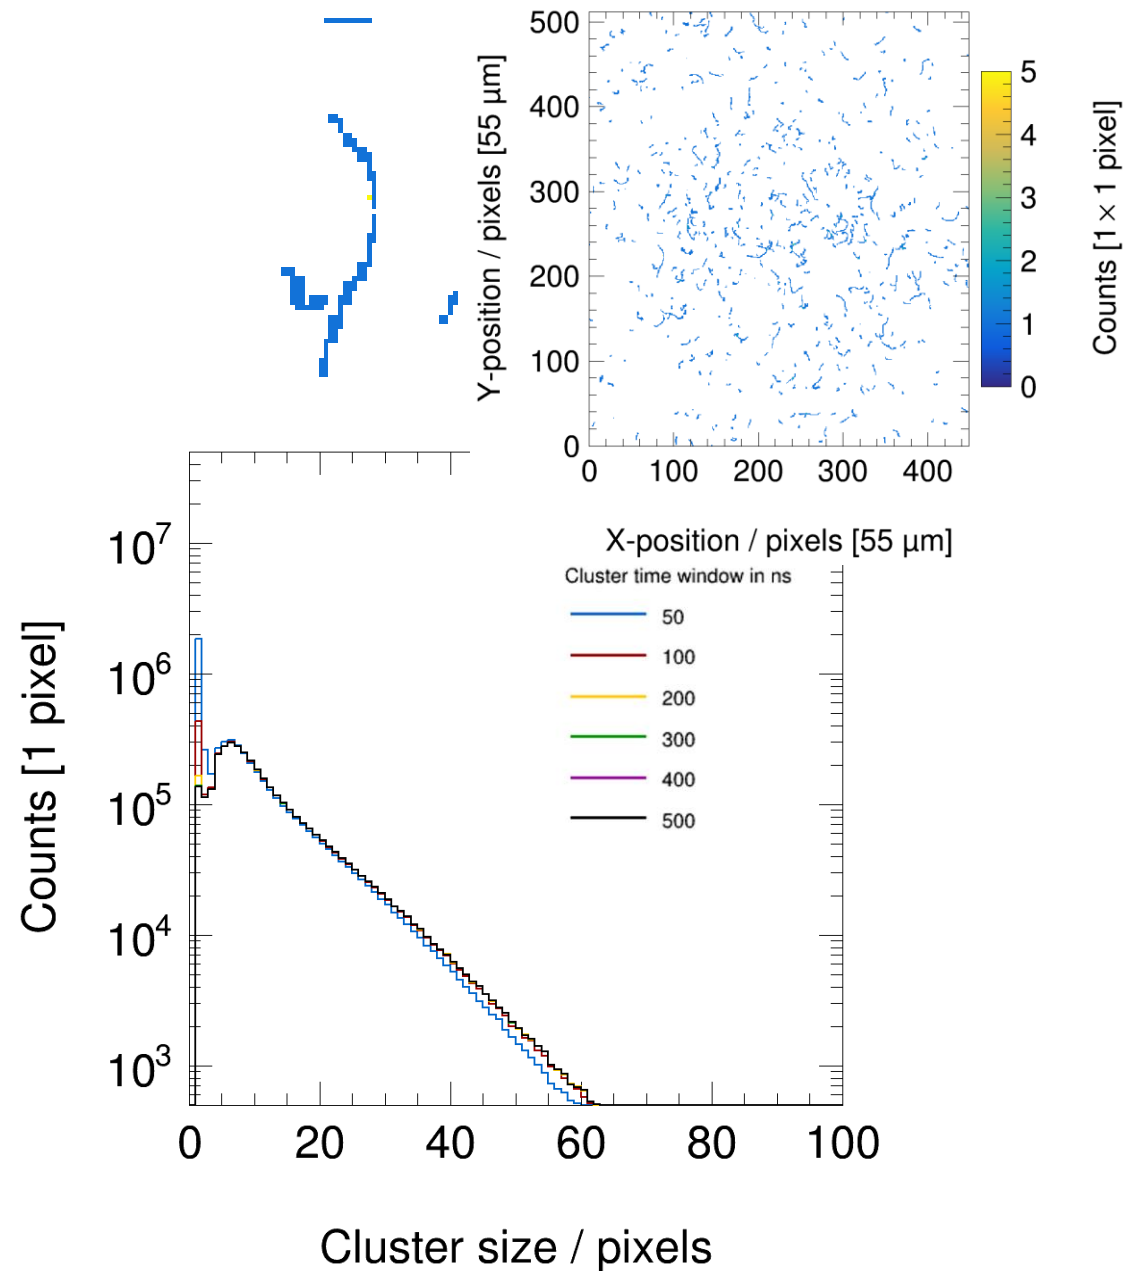 500
400
300
200
100
0
Y-position / pixels [55 µm]
0 100 200 300 400
X-position / pixels [55 µm]
5
4
3
2
1
0
Counts [1 × 1 pixel]
Cluster time window in ns
50
100
200
300
400
500
10⁷
10⁶
10⁵
10⁴
10³
Counts [1 pixel]
0 20 40 60 80 100
Cluster size / pixels